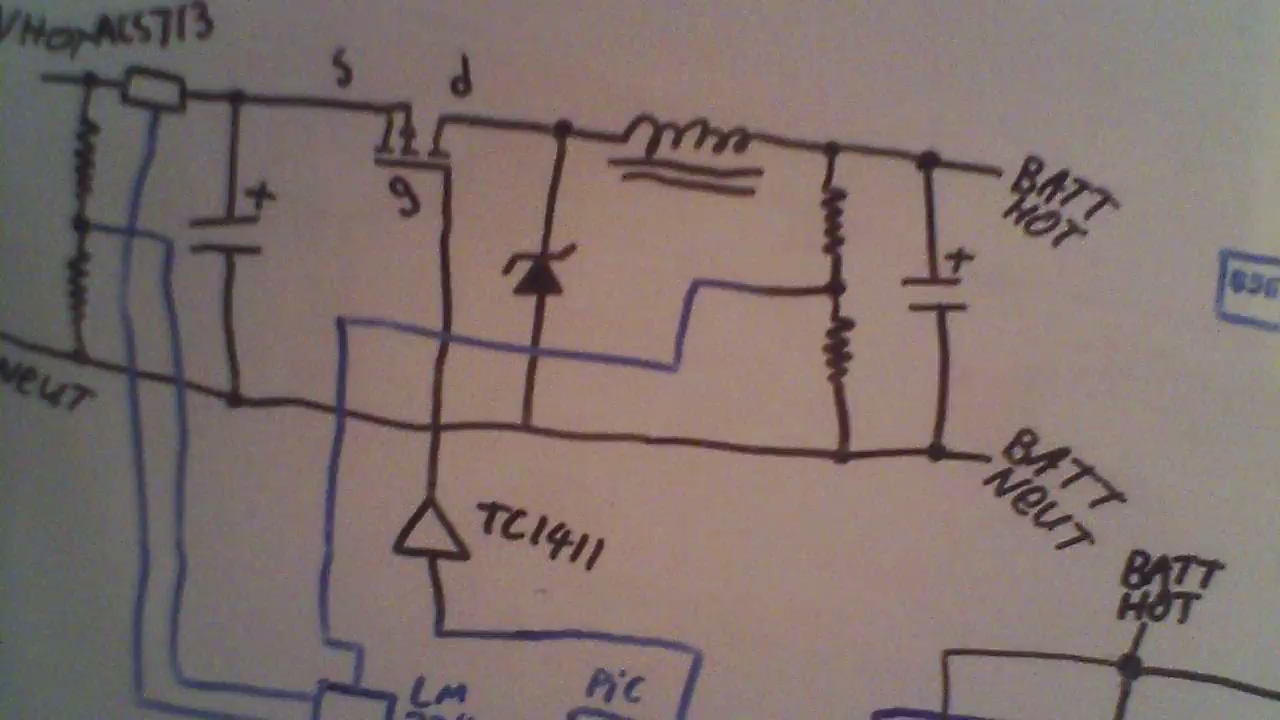 ACS713
s
d
g
+
+
BATT
HOT
NeuT
BATT
NeuT
TC1411
BATT
HOT
LM
PiC